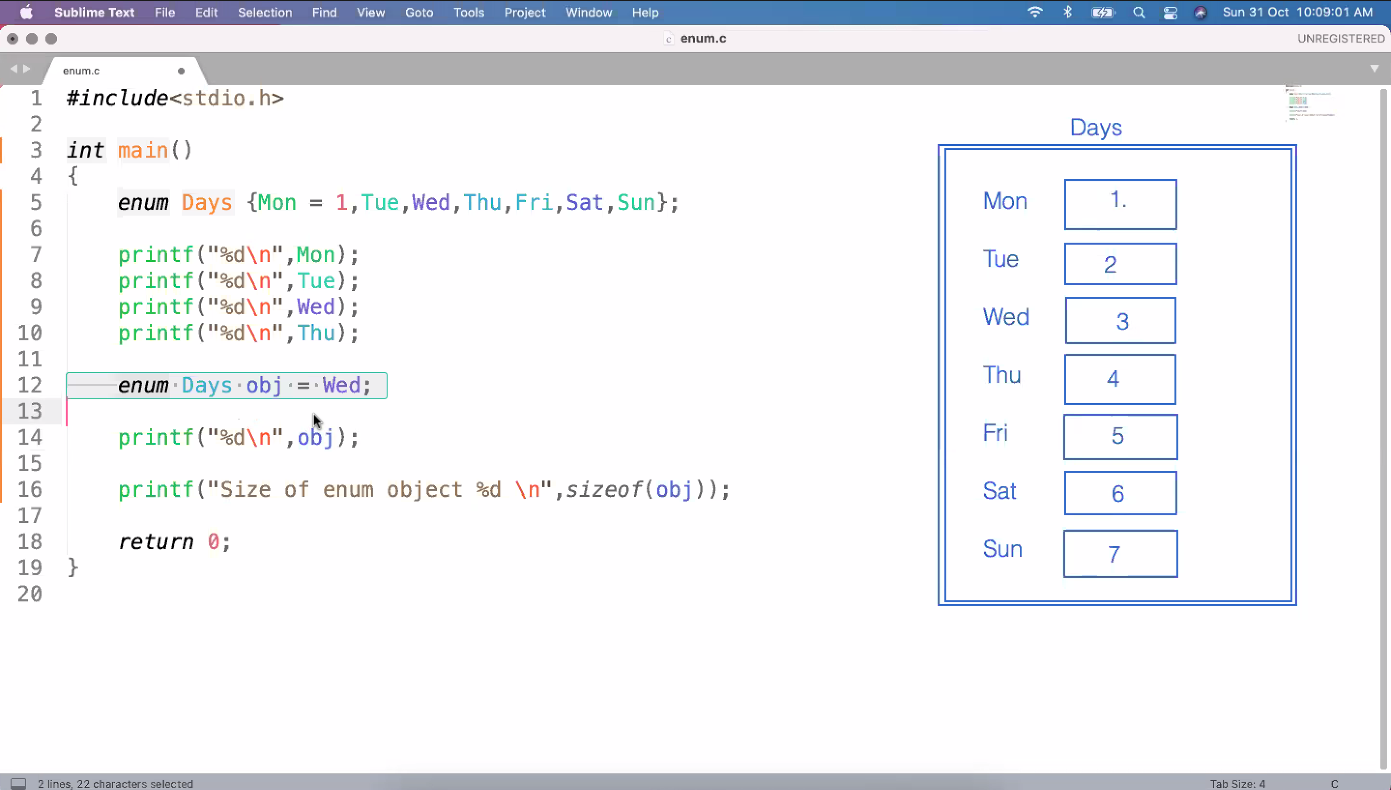 Sublime Text File Edit Selection Find View Goto Tools Project Window Help Sun 31 Oct 10:09:01 AM
enum.c UNREGISTERED
enum.c
1 #include<stdio.h>
2
3 int main()
4 {
5 enum Days {Mon = 1,Tue,Wed,Thu,Fri,Sat,Sun};
6
7 printf("%d\n",Mon);
8 printf("%d\n",Tue);
9 printf("%d\n",Wed);
10 printf("%d\n",Thu);
11
12 enum Days obj = Wed;
13
14 printf("%d\n",obj);
15
16 printf("Size of enum object %d \n",sizeof(obj));
17
18 return 0;
19 }
20
Days
Mon 1.
Tue 2
Wed 3
Thu 4
Fri 5
Sat 6
Sun 7
2 lines, 22 characters selected Tab Size: 4 C